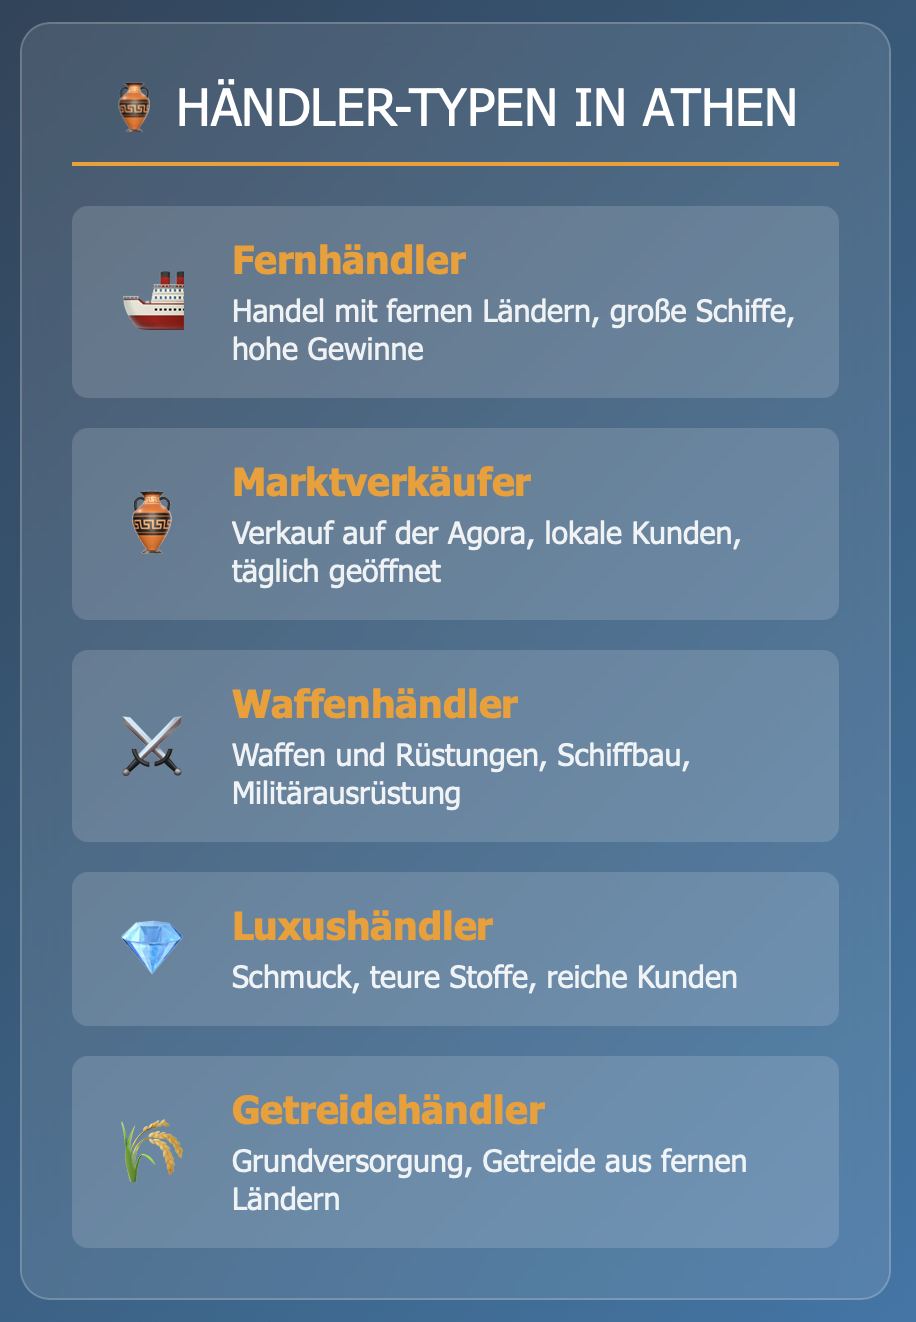 HÄNDLER-TYPEN IN ATHEN
Fernhändler
Handel mit fernen Ländern, große Schiffe,
hohe Gewinne
Marktverkäufer
Verkauf auf der Agora, lokale Kunden,
täglich geöffnet
Waffenhändler
Waffen und Rüstungen, Schiffbau,
Militärausrüstung
Luxushändler
Schmuck, teure Stoffe, reiche Kunden
Getreidehändler
Grundversorgung, Getreide aus fernen
Ländern